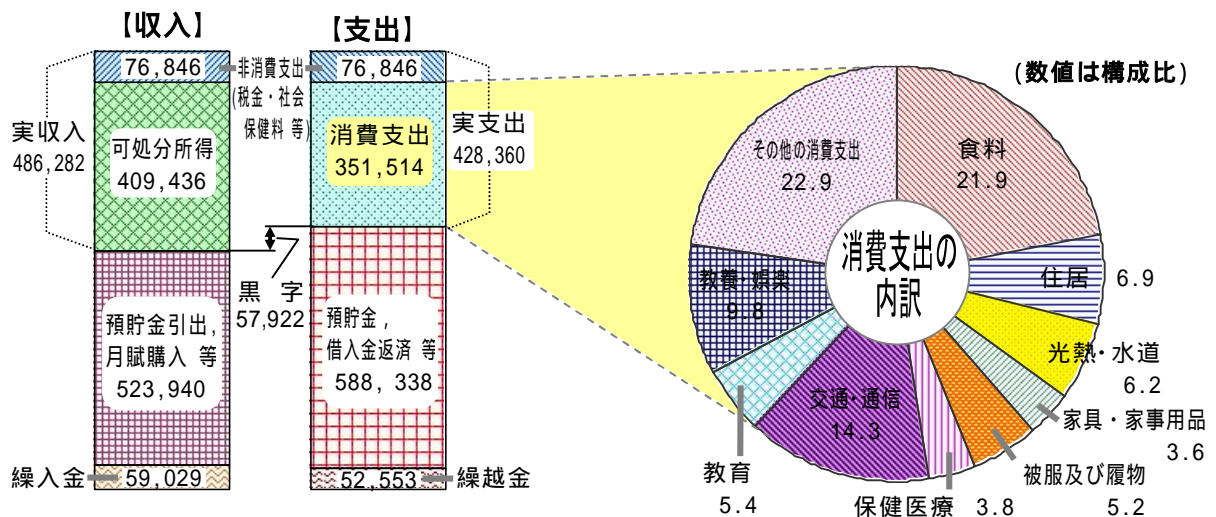 【収入】
76,846
実収入
486,282
可処分所得
409,436
預貯金引出,
月賦購入 等
523,940
繰入金
59,029
非消費支出
(税金・社会
保健料 等)
黒 字
57,922
【支出】
76,846
消費支出
351,514
実支出
428,360
預貯金,
借入金返済 等
588, 338
52,553
繰越金
(数値は構成比)
消費支出の
内訳
食料
21.9
住居
6.9
光熱・水道
6.2
家具・家事用品
3.6
被服及び履物
5.2
保健医療
3.8
交通・通信
14.3
教育
5.4
教養・娯楽
9.8
その他の消費支出
22.9